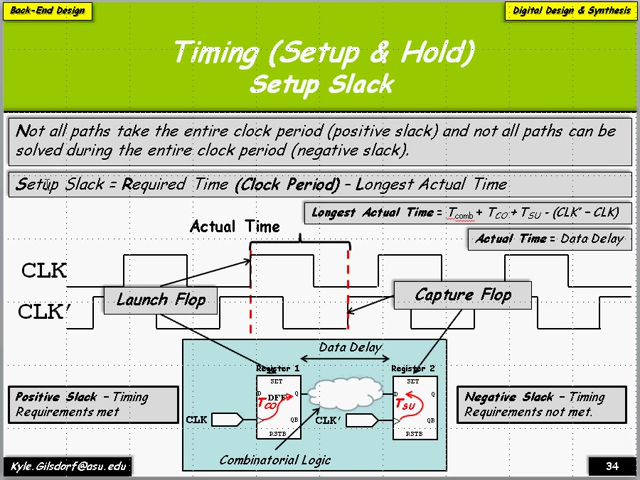 Back-End Design
Digital Design & Synthesis
Timing (Setup & Hold)
Setup Slack
Not all paths take the entire clock period (positive slack) and not all paths can be
solved during the entire clock period (negative slack).
Setup Slack = Required Time (Clock Period) – Longest Actual Time
Longest Actual Time = Tcomb + TCO + TSU - (CLK' – CLK)
Actual Time
Actual Time = Data Delay
CLK
CLK'
Launch Flop
Capture Flop
Data Delay
Register 1
Register 2
SET
SET
D
DFF
Q
D
Q
TCO
TSU
CLK
CLK'
QB
QB
RSTB
RSTB
Combinatorial Logic
Positive Slack – Timing
Requirements met
Negative Slack – Timing
Requirements not met.
Kyle.Gilsdorf@asu.edu
34